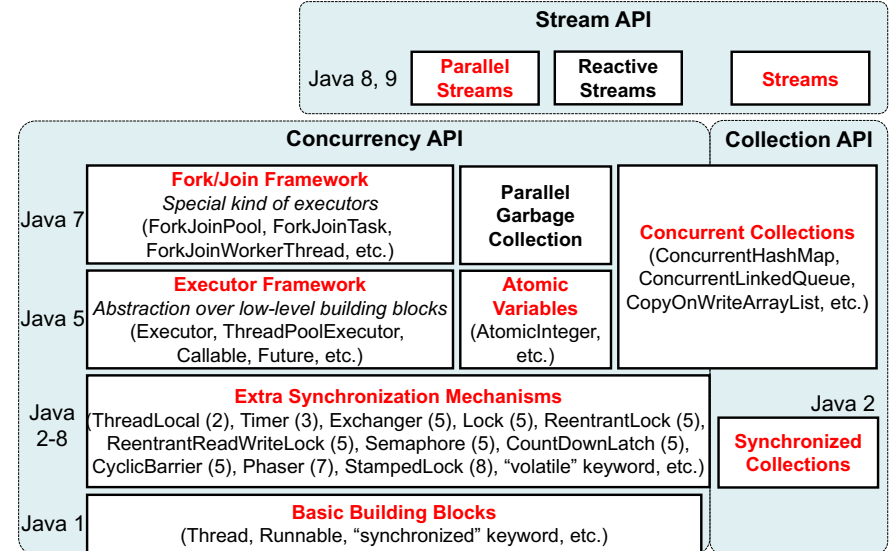 Stream API
Java 8, 9
Parallel
Streams
Reactive
Streams
Streams
Concurrency API
Collection API
Java 7
Fork/Join Framework
Special kind of executors
(ForkJoinPool, ForkJoinTask,
ForkJoinWorkerThread, etc.)
Parallel
Garbage
Collection
Concurrent Collections
(ConcurrentHashMap,
ConcurrentLinkedQueue,
CopyOnWriteArrayList, etc.)
Java 5
Executor Framework
Abstraction over low-level building blocks
(Executor, ThreadPoolExecutor,
Callable, Future, etc.)
Atomic
Variables
(AtomicInteger,
etc.)
Java
2-8
Extra Synchronization Mechanisms
(ThreadLocal (2), Timer (3), Exchanger (5), Lock (5), ReentrantLock (5),
ReentrantReadWriteLock (5), Semaphore (5), CountDownLatch (5),
CyclicBarrier (5), Phaser (7), StampedLock (8), “volatile” keyword, etc.)
Java 2
Synchronized
Collections
Java 1
Basic Building Blocks
(Thread, Runnable, “synchronized” keyword, etc.)